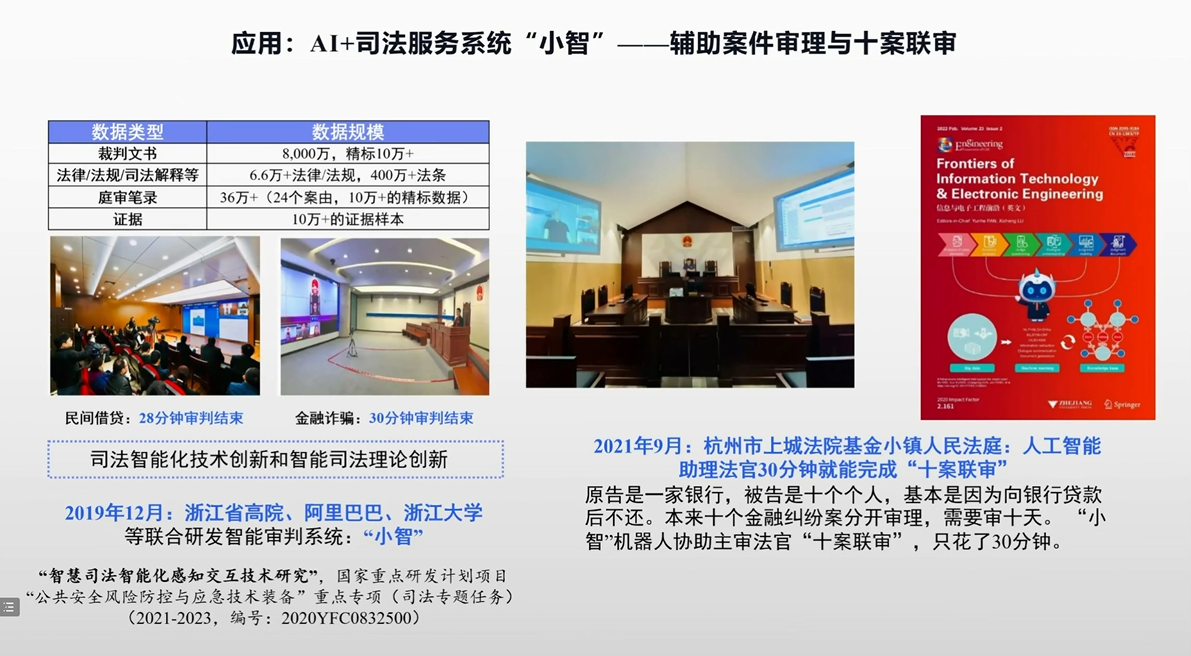 应用：AI+司法服务系统“小智”——辅助案件审理与十案联审
数据类型 数据规模
裁判文书 8,000万，精标10万+
法律/法规/司法解释等 6.6万+法律/法规，400万+法条
庭审笔录 36万+（24个案由，10万+的精标数据）
证据 10万+的证据样本
民间借贷：28分钟审判结束
金融诈骗：30分钟审判结束
司法智能化技术创新和智能司法理论创新
2019年12月：浙江省高院、阿里巴巴、浙江大学
等联合研发智能审判系统：“小智”
“智慧司法智能化感知交互技术研究”，国家重点研发计划项目
“公共安全风险防控与应急技术装备”重点专项（司法专题任务）
（2021-2023，编号：2020YFC0832500）
2022 Feb. Volume 23 Issue 2
Engineering
Frontiers of
Information Technology
& Electronic Engineering
信息与电子工程前沿（英文）
Big data
Machine learning
Knowledge base
2020 Impact Factor
2.161
ZHEJIANG
UNIVERSITY PRESS
Springer
2021年9月：杭州市上城法院基金小镇人民法庭：人工智能
助理法官30分钟就能完成“十案联审”
原告是一家银行，被告是十个个人，基本是因为向银行贷款
后不还。本来十个金融纠纷案分开审理，需要审十天。 “小
智”机器人协助主审法官“十案联审”，只花了30分钟。